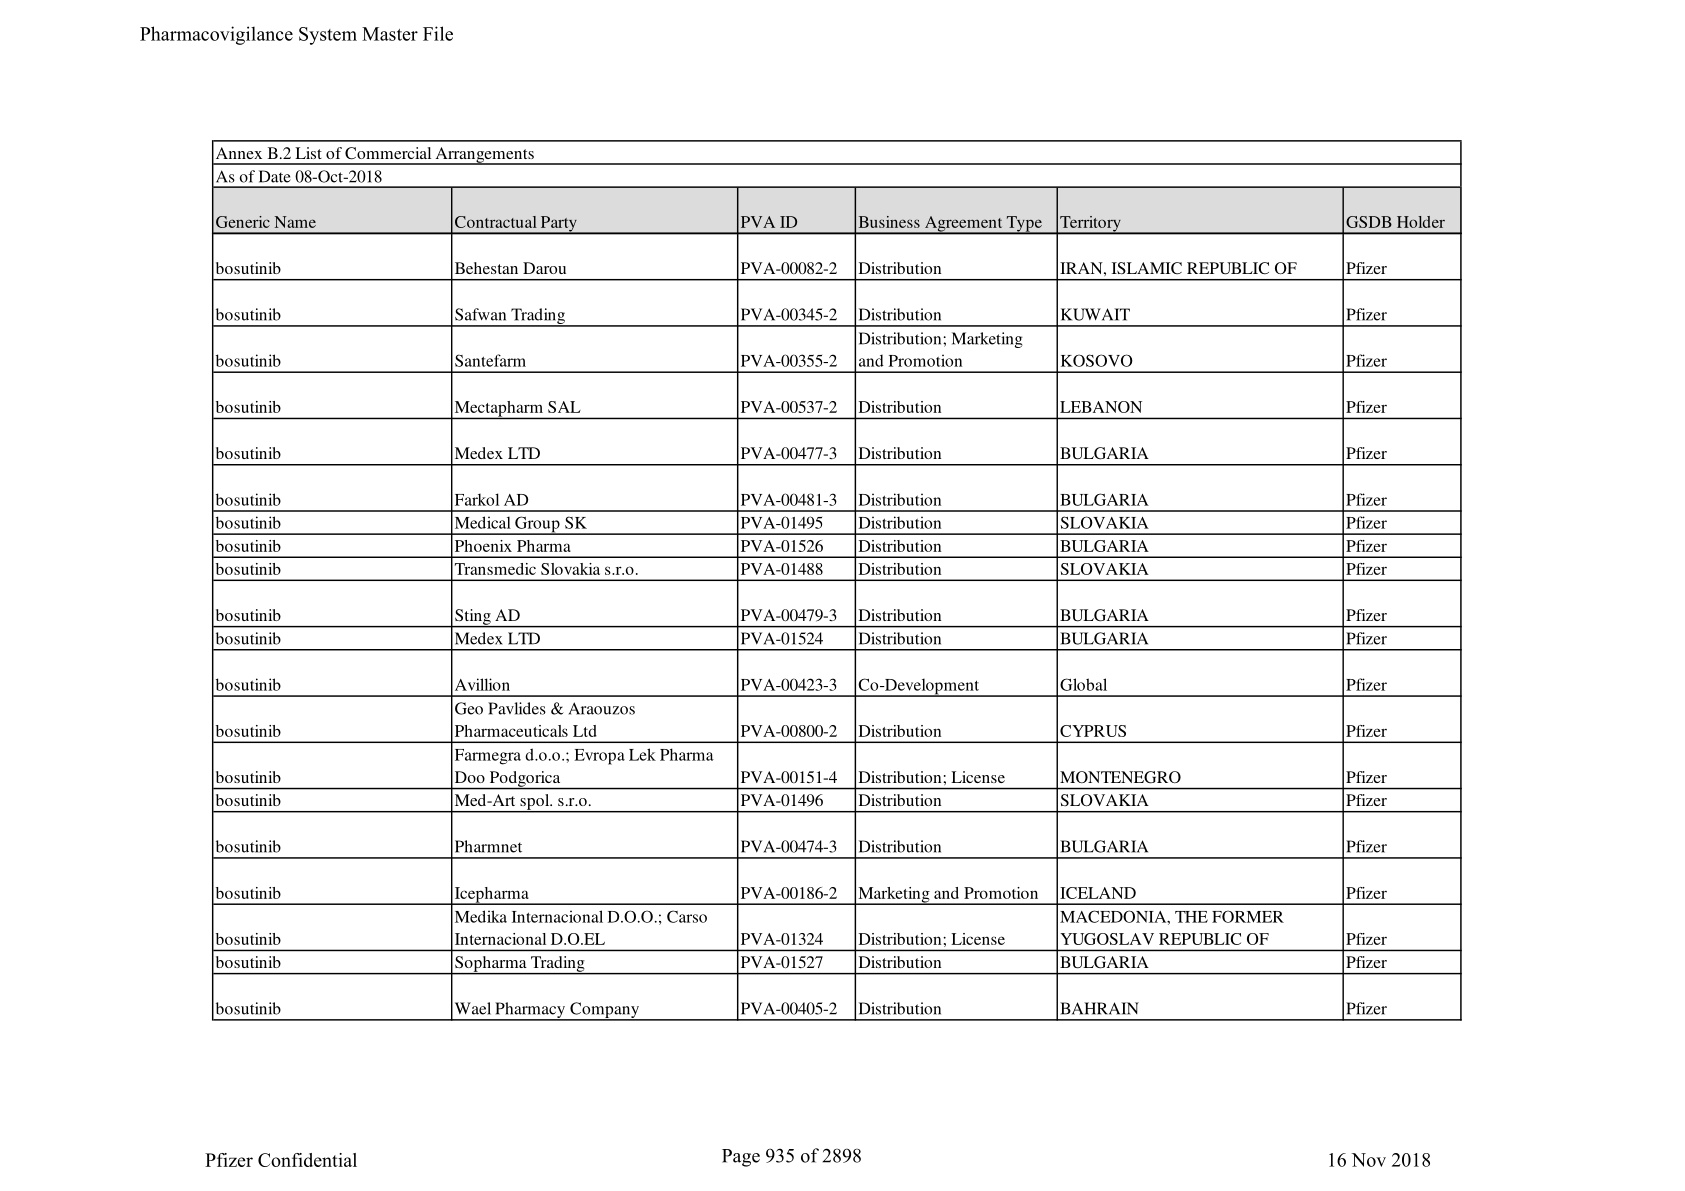 Pharmacovigilance System Master File
Annex B.2 List of Commercial Arrangements
As of Date 08-Oct-2018
Generic Name Contractual Party PVA ID Business Agreement Type Territory GSDB Holder
bosutinib Behestan Darou PVA-00082-2 Distribution IRAN, ISLAMIC REPUBLIC OF Pfizer
bosutinib Safwan Trading PVA-00345-2 Distribution KUWAIT Pfizer
Distribution; Marketing
bosutinib Santefarm PVA-00355-2 and Promotion KOSOVO Pfizer
bosutinib Mectapharm SAL PVA-00537-2 Distribution LEBANON Pfizer
bosutinib Medex LTD PVA-00477-3 Distribution BULGARIA Pfizer
bosutinib Farkol AD PVA-00481-3 Distribution BULGARIA Pfizer
bosutinib Medical Group SK PVA-01495 Distribution SLOVAKIA Pfizer
bosutinib Phoenix Pharma PVA-01526 Distribution BULGARIA Pfizer
bosutinib Transmedic Slovakia s.r.o. PVA-01488 Distribution SLOVAKIA Pfizer
bosutinib Sting AD PVA-00479-3 Distribution BULGARIA Pfizer
bosutinib Medex LTD PVA-01524 Distribution BULGARIA Pfizer
bosutinib Avillion PVA-00423-3 Co-Development Global Pfizer
Geo Pavlides & Araouzos
bosutinib Pharmaceuticals Ltd PVA-00800-2 Distribution CYPRUS Pfizer
Farmegra d.o.o.; Evropa Lek Pharma
bosutinib Doo Podgorica PVA-00151-4 Distribution; License MONTENEGRO Pfizer
bosutinib Med-Art spol. s.r.o. PVA-01496 Distribution SLOVAKIA Pfizer
bosutinib Pharmnet PVA-00474-3 Distribution BULGARIA Pfizer
bosutinib Icepharma PVA-00186-2 Marketing and Promotion ICELAND Pfizer
Medika Internacional D.O.O.; Carso MACEDONIA, THE FORMER
bosutinib Internacional D.O.EL PVA-01324 Distribution; License YUGOSLAV REPUBLIC OF Pfizer
bosutinib Sopharma Trading PVA-01527 Distribution BULGARIA Pfizer
bosutinib Wael Pharmacy Company PVA-00405-2 Distribution BAHRAIN Pfizer
Pfizer Confidential Page 935 of 2898 16 Nov 2018